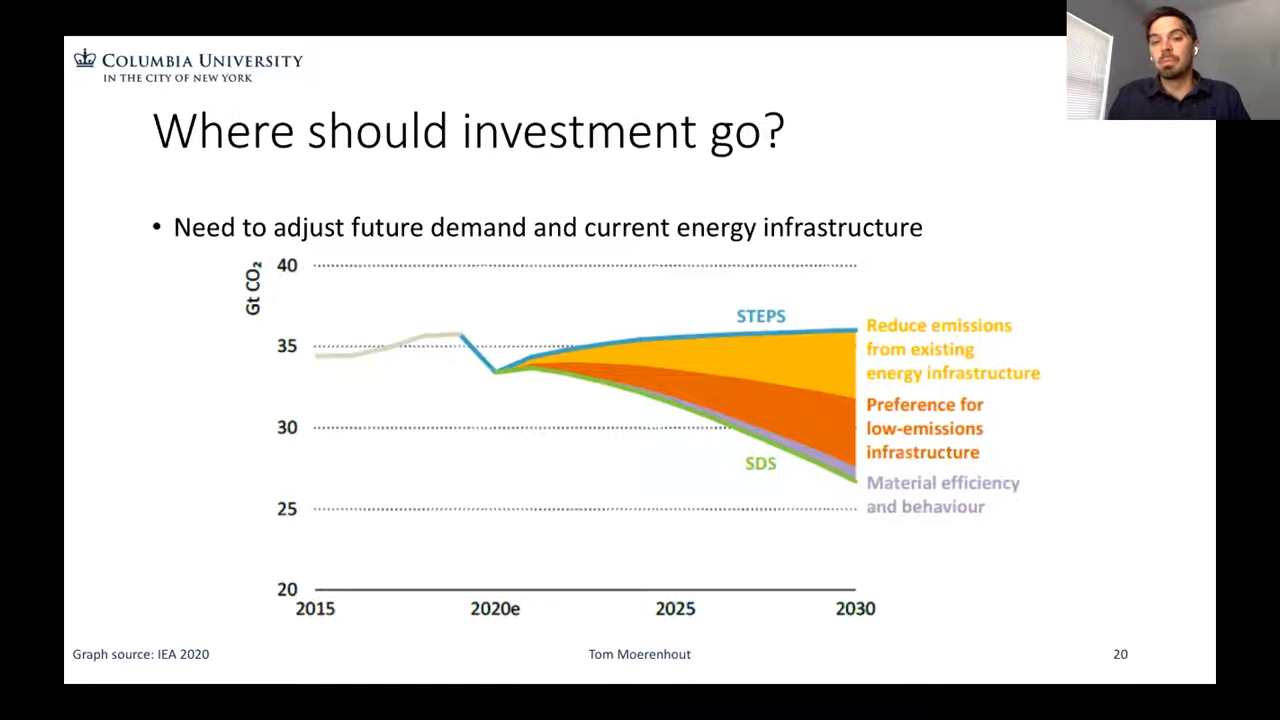 COLUMBIA UNIVERSITY
IN THE CITY OF NEW YORK
Where should investment go?
• Need to adjust future demand and current energy infrastructure
Gt CO₂
40
35
30
25
20
2015
2020e
2025
2030
STEPS
SDS
Reduce emissions
from existing
energy infrastructure
Preference for
low-emissions
infrastructure
Material efficiency
and behaviour
Graph source: IEA 2020
Tom Moerenhout
20